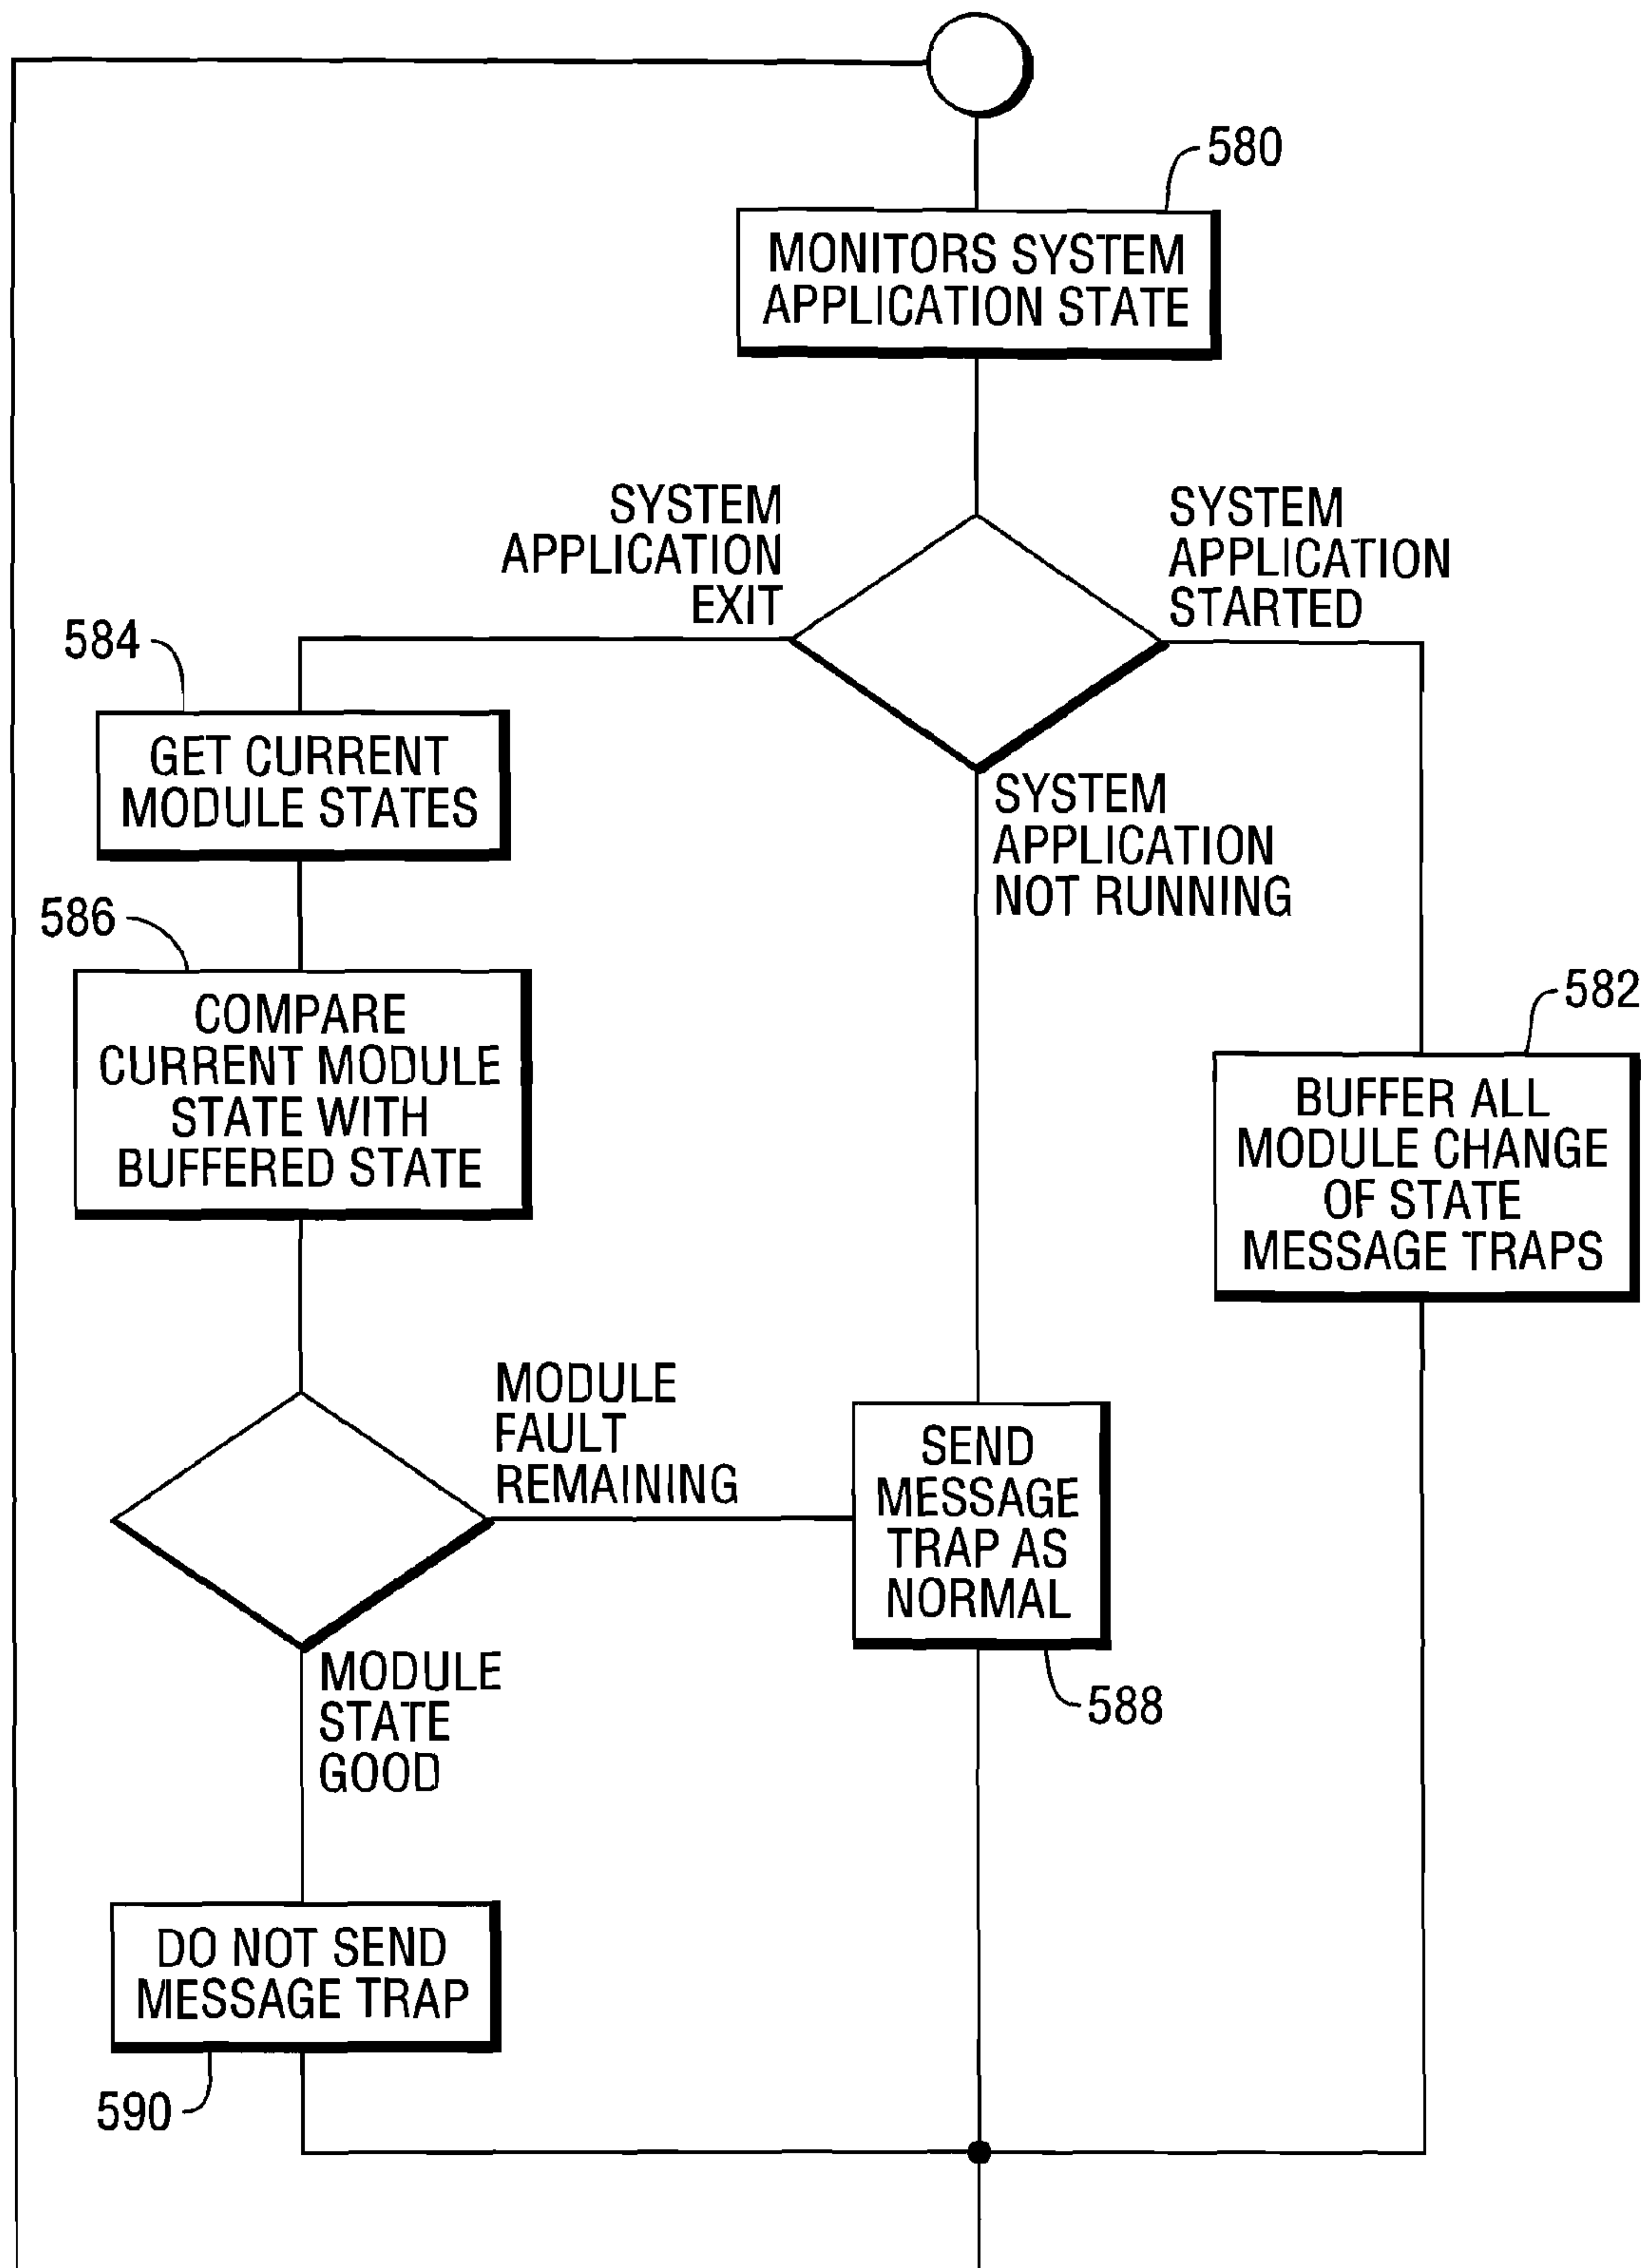 580
MONITORS SYSTEM
APPLICATION STATE
SYSTEM
APPLICATION
EXIT
SYSTEM
APPLICATION
STARTED
584
GET CURRENT
MODULE STATES
SYSTEM
APPLICATION
NOT RUNNING
586
COMPARE
CURRENT MODULE
STATE WITH
BUFFERED STATE
582
BUFFER ALL
MODULE CHANGE
OF STATE
MESSAGE TRAPS
MODULE
FAULT
REMAINING
SEND
MESSAGE
TRAP AS
NORMAL
588
MODULE
STATE
GOOD
DO NOT SEND
MESSAGE TRAP
590